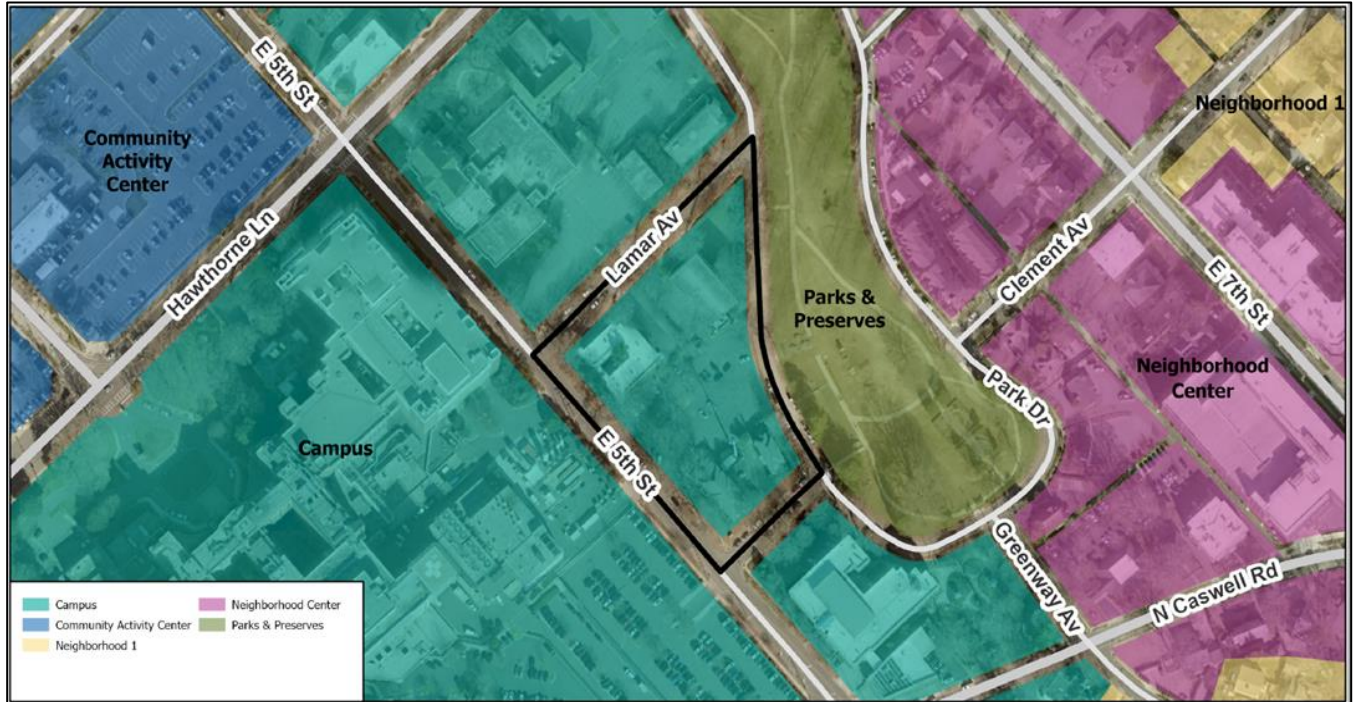 E 5th St
Community
Activity
Center
Hawthorne Ln
Lamar Av
Neighborhood 1
Clement Av
E 7th St
Parks &
Preserves
Park Dr
Neighborhood
Center
Campus
E 5th St
Greenway Av
N Caswell Rd
Campus
Community Activity Center
Neighborhood 1
Neighborhood Center
Parks & Preserves